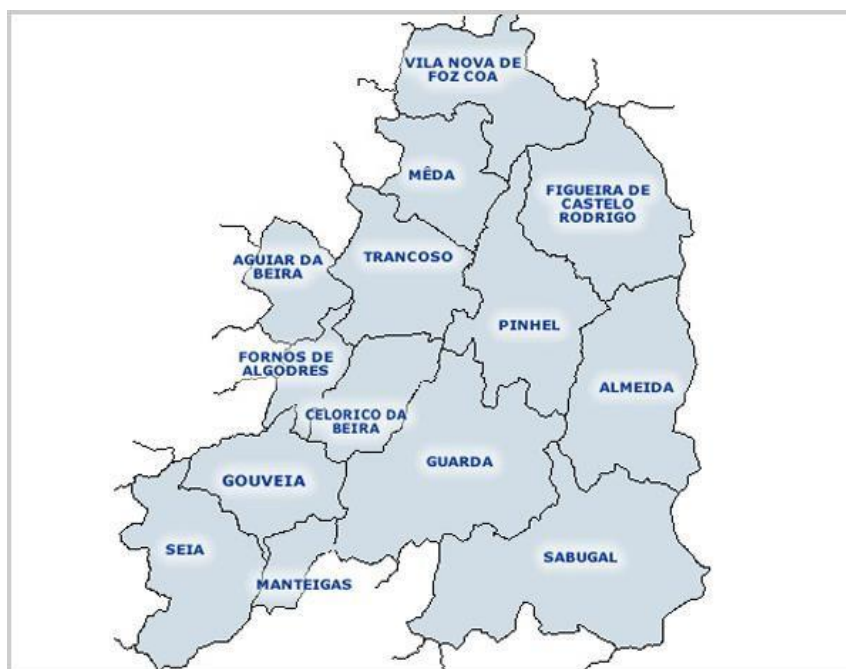 VILA NOVA DE
FOZ COA
MÊDA
FIGUEIRA DE
CASTELO
RODRIGO
AGUIAR DA
BEIRA
TRANCOSO
PINHEL
FORNOS DE
ALGODRES
ALMEIDA
CELORICO DA
BEIRA
GUARDA
GOUVEIA
SEIA
SABUGAL
MANTEIGAS